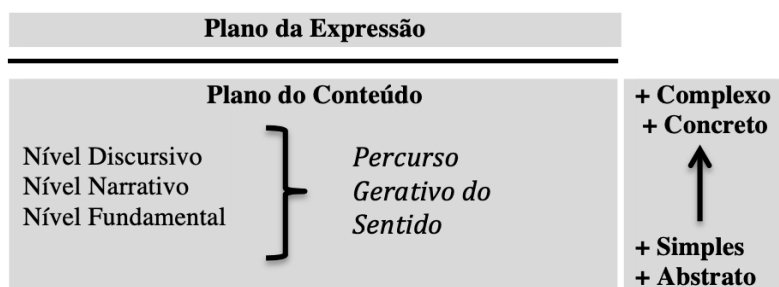 Plano da Expressão
Plano do Conteúdo
Nível Discursivo
Nível Narrativo
Nível Fundamental
Percurso
Gerativo do
Sentido
+ Complexo
+ Concreto
+ Simples
+ Abstrato